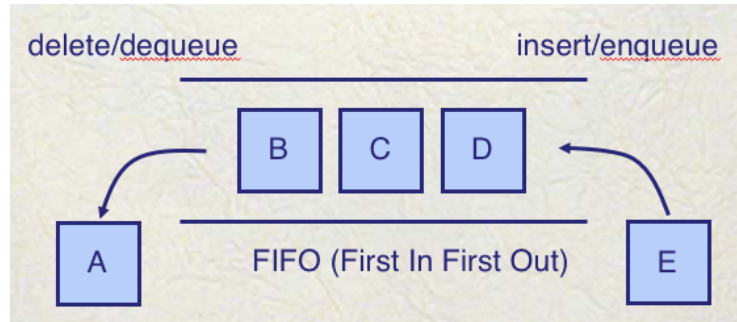 delete/dequeue
insert/enqueue
B
C
D
A
FIFO (First In First Out)
E